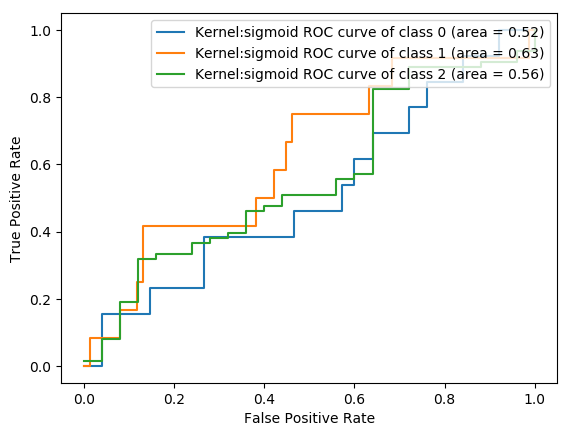 Kernel:sigmoid ROC curve of class 0 (area = 0.52)
Kernel:sigmoid ROC curve of class 1 (area = 0.63)
Kernel:sigmoid ROC curve of class 2 (area = 0.56)
1.0
0.8
0.6
0.4
0.2
0.0
True Positive Rate
0.0 0.2 0.4 0.6 0.8 1.0
False Positive Rate